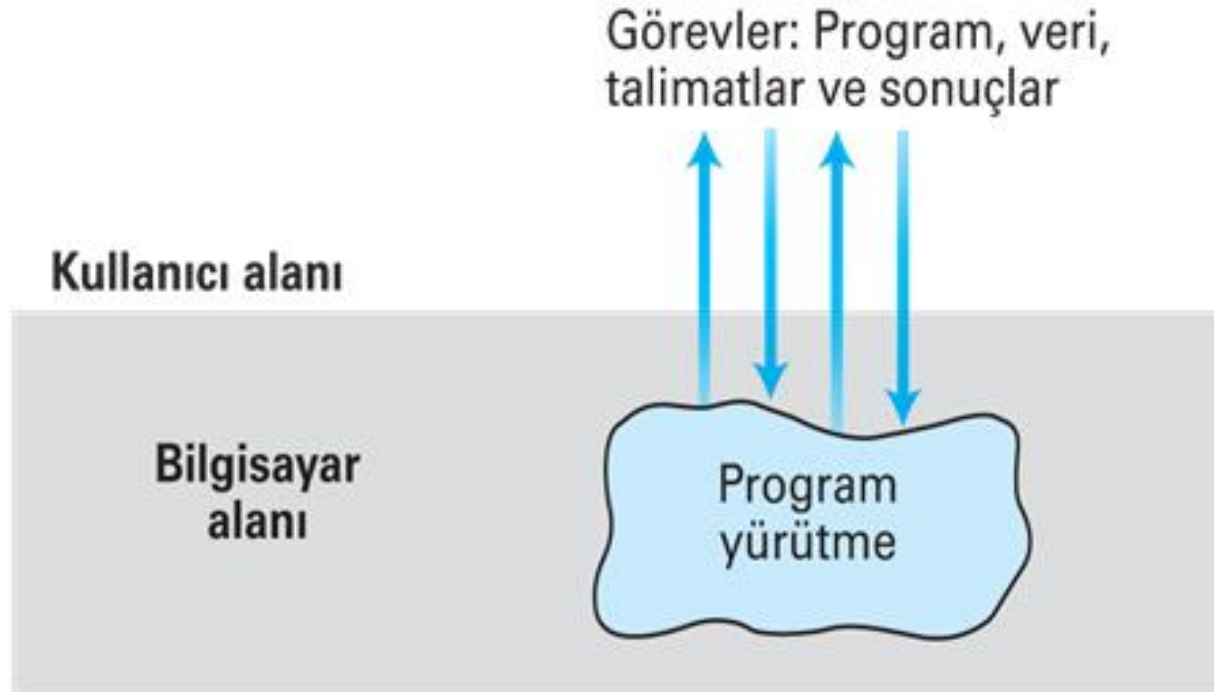 Görevler: Program, veri,
talimatlar ve sonuçlar
Kullanıcı alanı
Bilgisayar
alanı
Program
yürütme